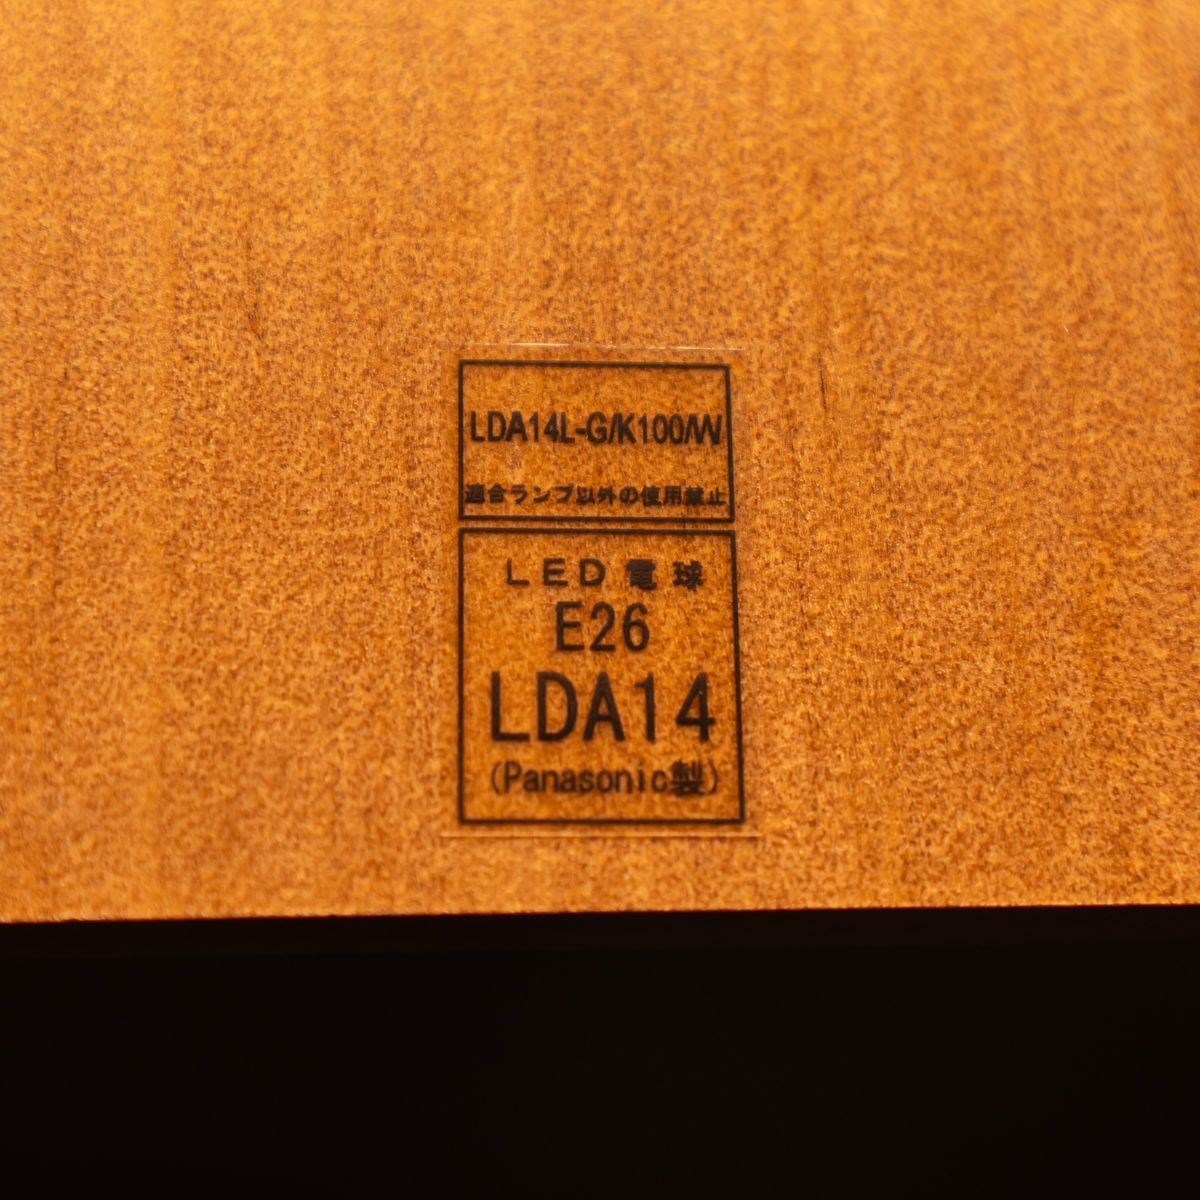 LDA14L-G/K100/W
適合ランプ以外の使用禁止
LED電球
E26
LDA14
(Panasonic製)